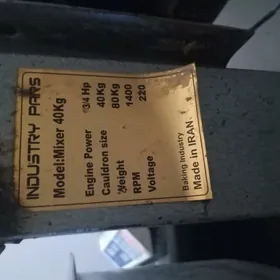 INDUSTRY PARS
Model:Mixer 40Kg
Engine Power 3/4 Hp
Cauldron size 40Kg
Weight 80Kg
RPM 1400
Voltage 220
Baking Industry
Made in IRAN